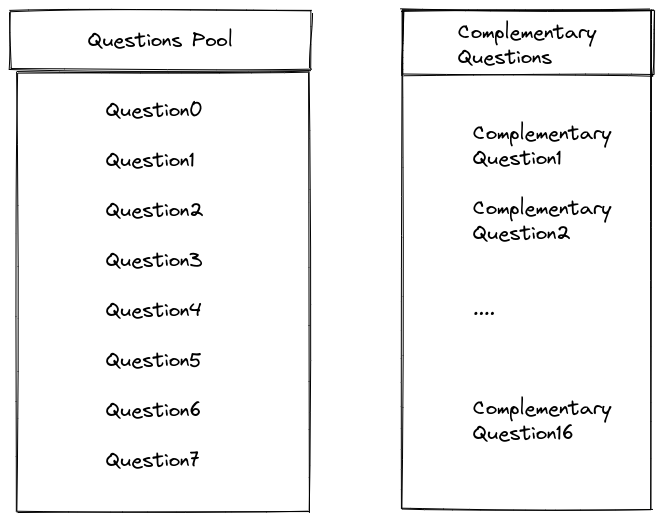 Questions Pool
Question0
Question1
Question2
Question3
Question4
Question5
Question6
Question7
Complementary
Questions
Complementary
Question1
Complementary
Question2
....
Complementary
Question16